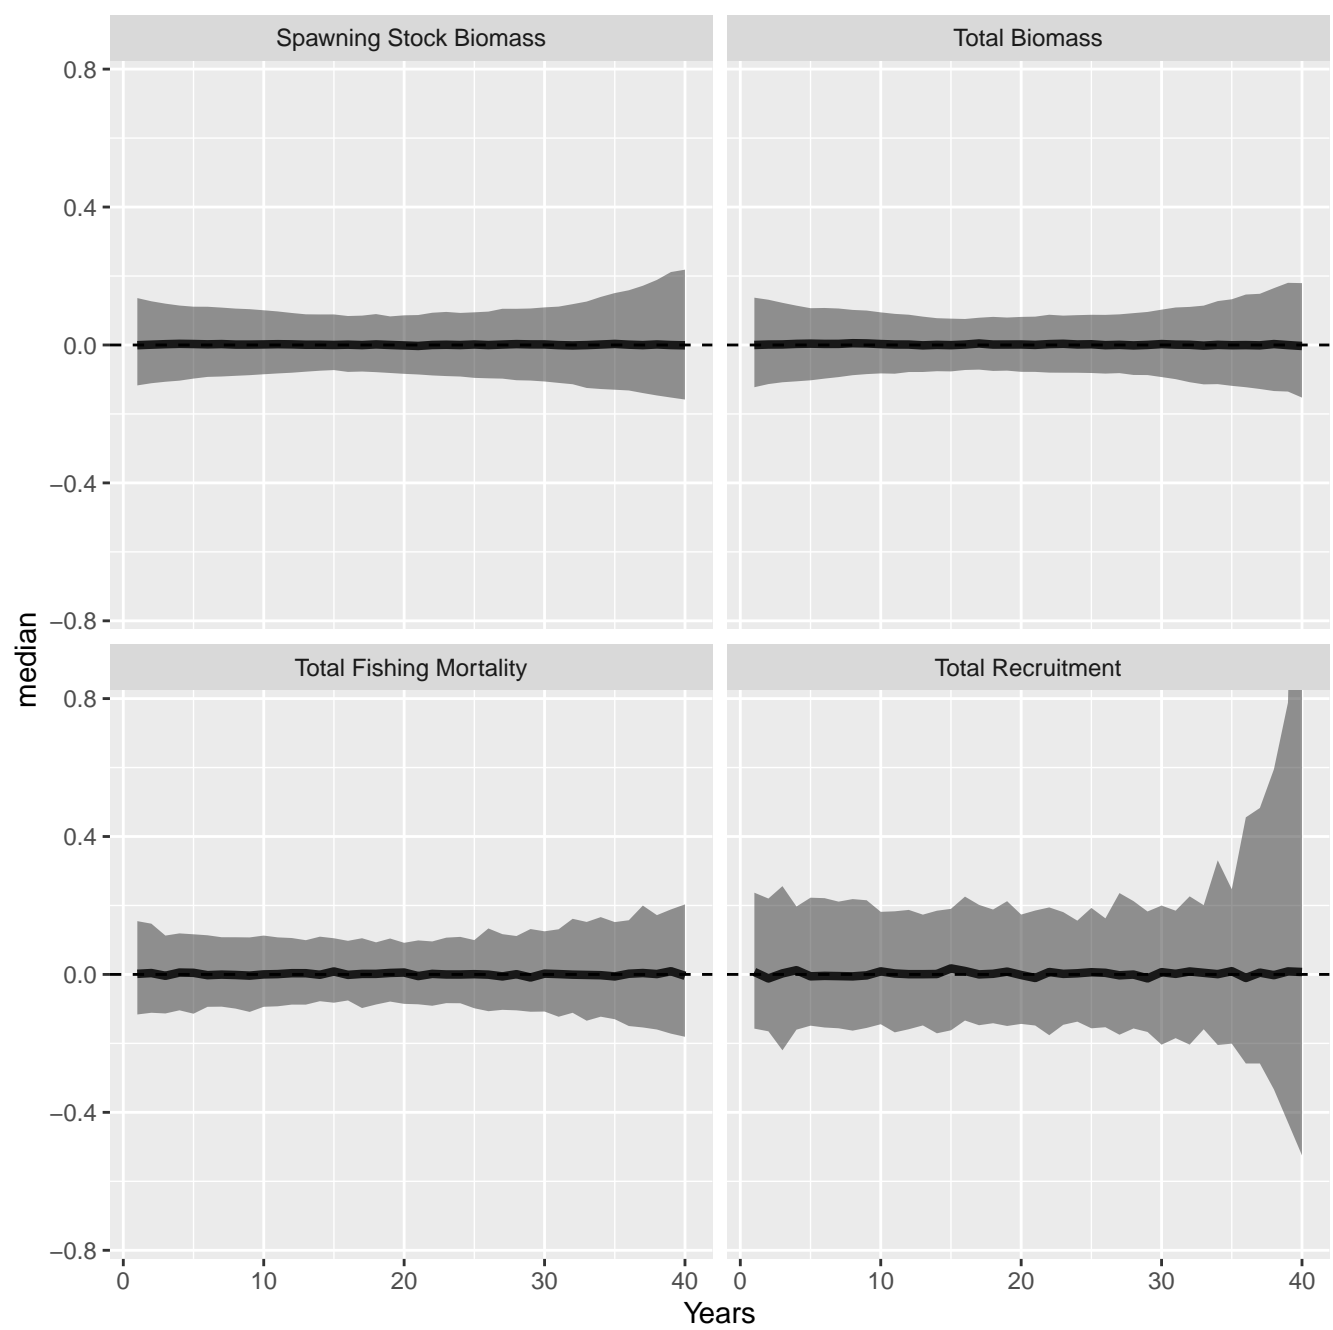 Spawning Stock Biomass
Total Biomass
0.8
0.4
0.0
−0.4
−0.8
median
Total Fishing Mortality
Total Recruitment
0.8
0.4
0.0
−0.4
−0.8
0 10 20 30 40
0 10 20 30 40
Years